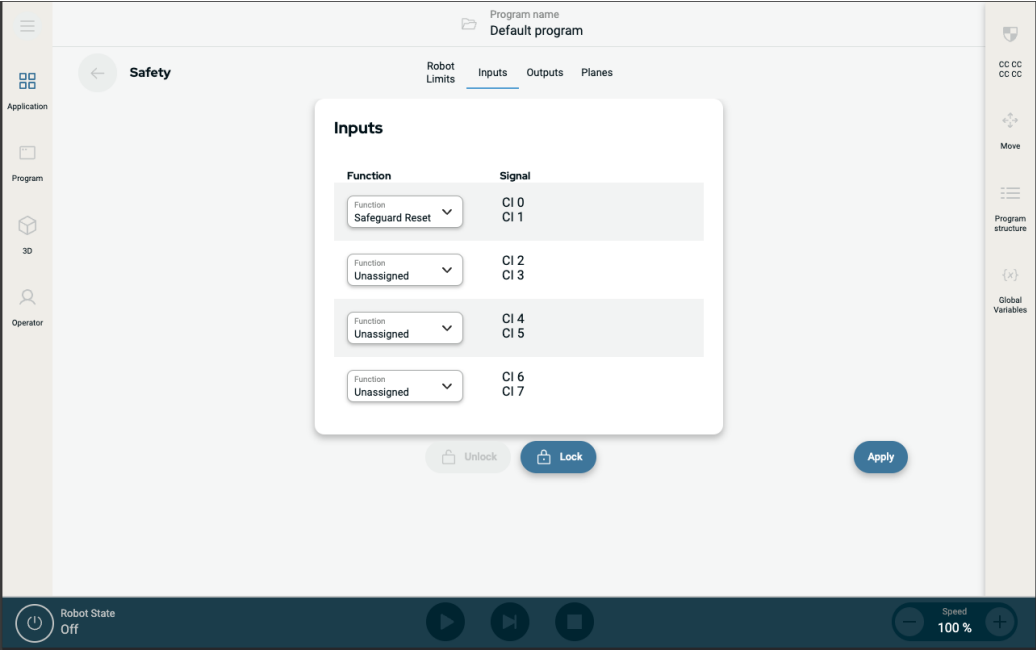 Program name
Default program
Safety
Robot
Limits
Inputs
Outputs
Planes
Application
Program
3D
Operator
Inputs
Function
Signal
Function
Safeguard Reset
CI 0
CI 1
Function
Unassigned
CI 2
CI 3
Function
Unassigned
CI 4
CI 5
Function
Unassigned
CI 6
CI 7
Unlock
Lock
Apply
CC CC
CC CC
Move
Program
structure
{x}
Global
Variables
Robot State
Off
Speed
100 %